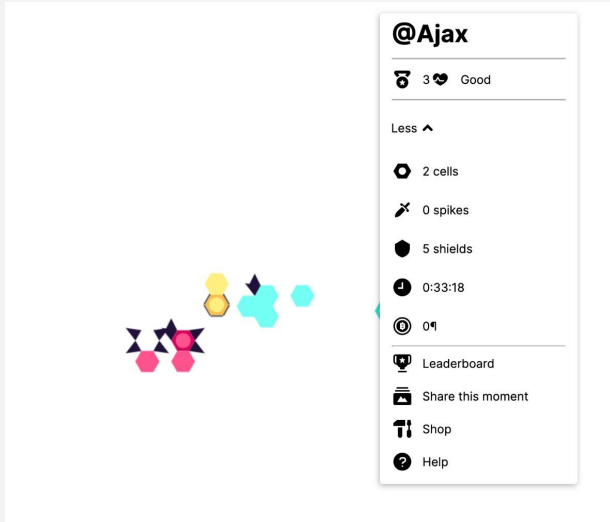 @Ajax
3 Good
Less
2 cells
0 spikes
5 shields
0:33:18
0¶
Leaderboard
Share this moment
Shop
Help